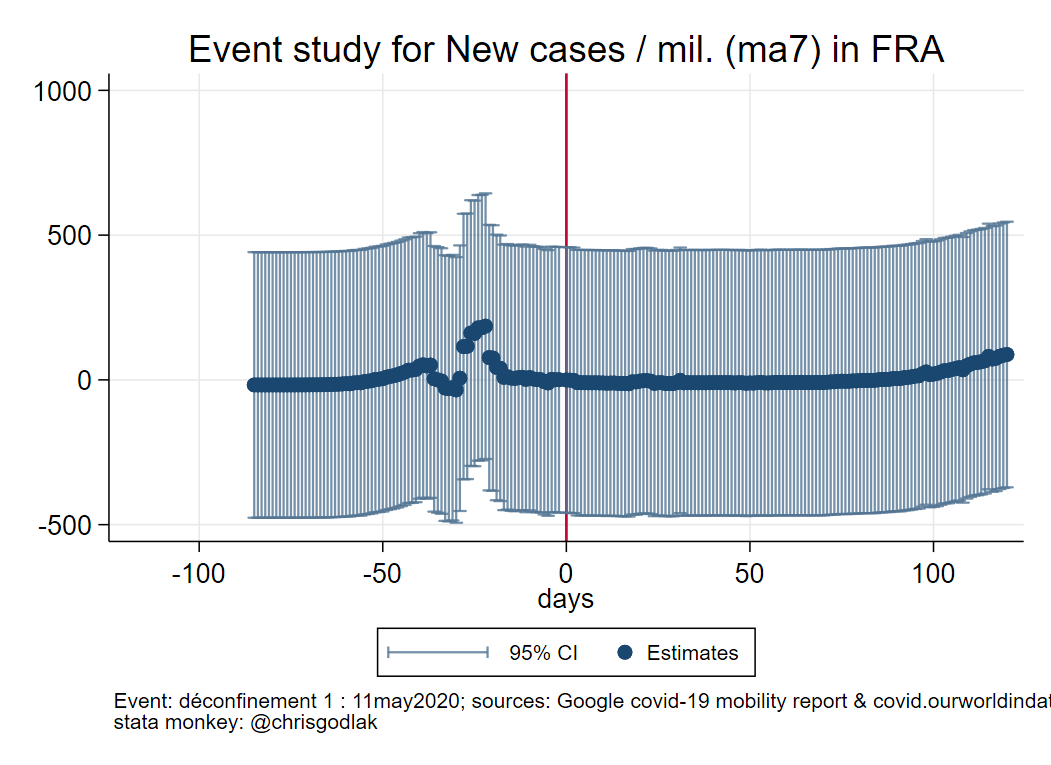 Event study for New cases / mil. (ma7) in FRA
1000
500
0
-500
-100 -50 0 50 100
days
95% CI Estimates
Event: déconfinement 1 : 11may2020; sources: Google covid-19 mobility report & covid.ourworldindat
stata monkey: @chrisgodlak